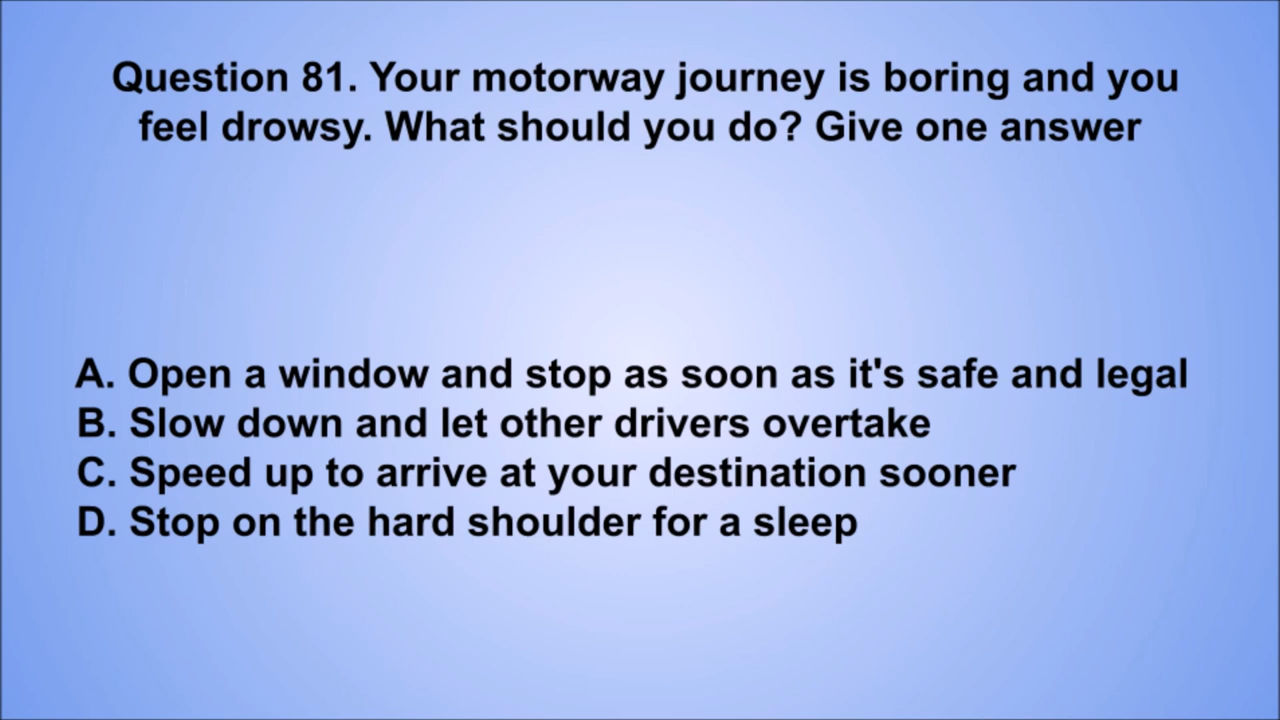 Question 81. Your motorway journey is boring and you
feel drowsy. What should you do? Give one answer
A. Open a window and stop as soon as it's safe and legal
B. Slow down and let other drivers overtake
C. Speed up to arrive at your destination sooner
D. Stop on the hard shoulder for a sleep